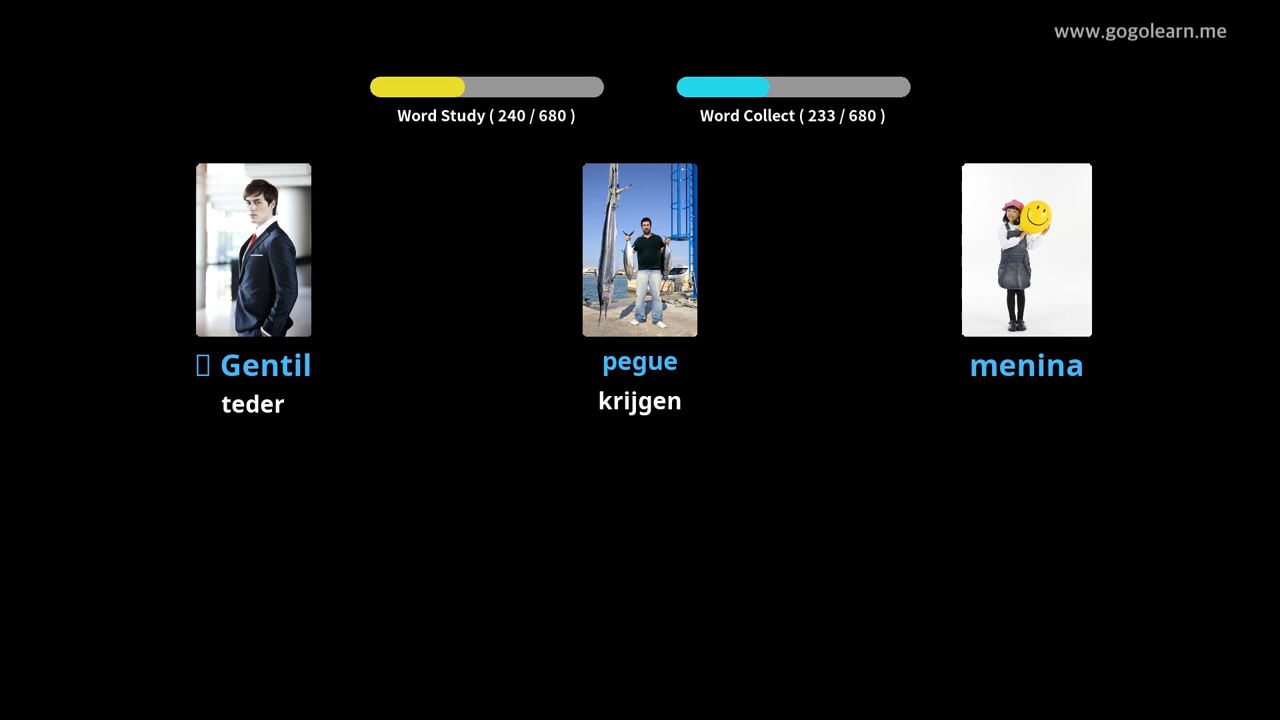 www.gogolearn.me
Word Study ( 240 / 680 )
Word Collect ( 233 / 680 )
Gentil
teder
pegue
krijgen
menina